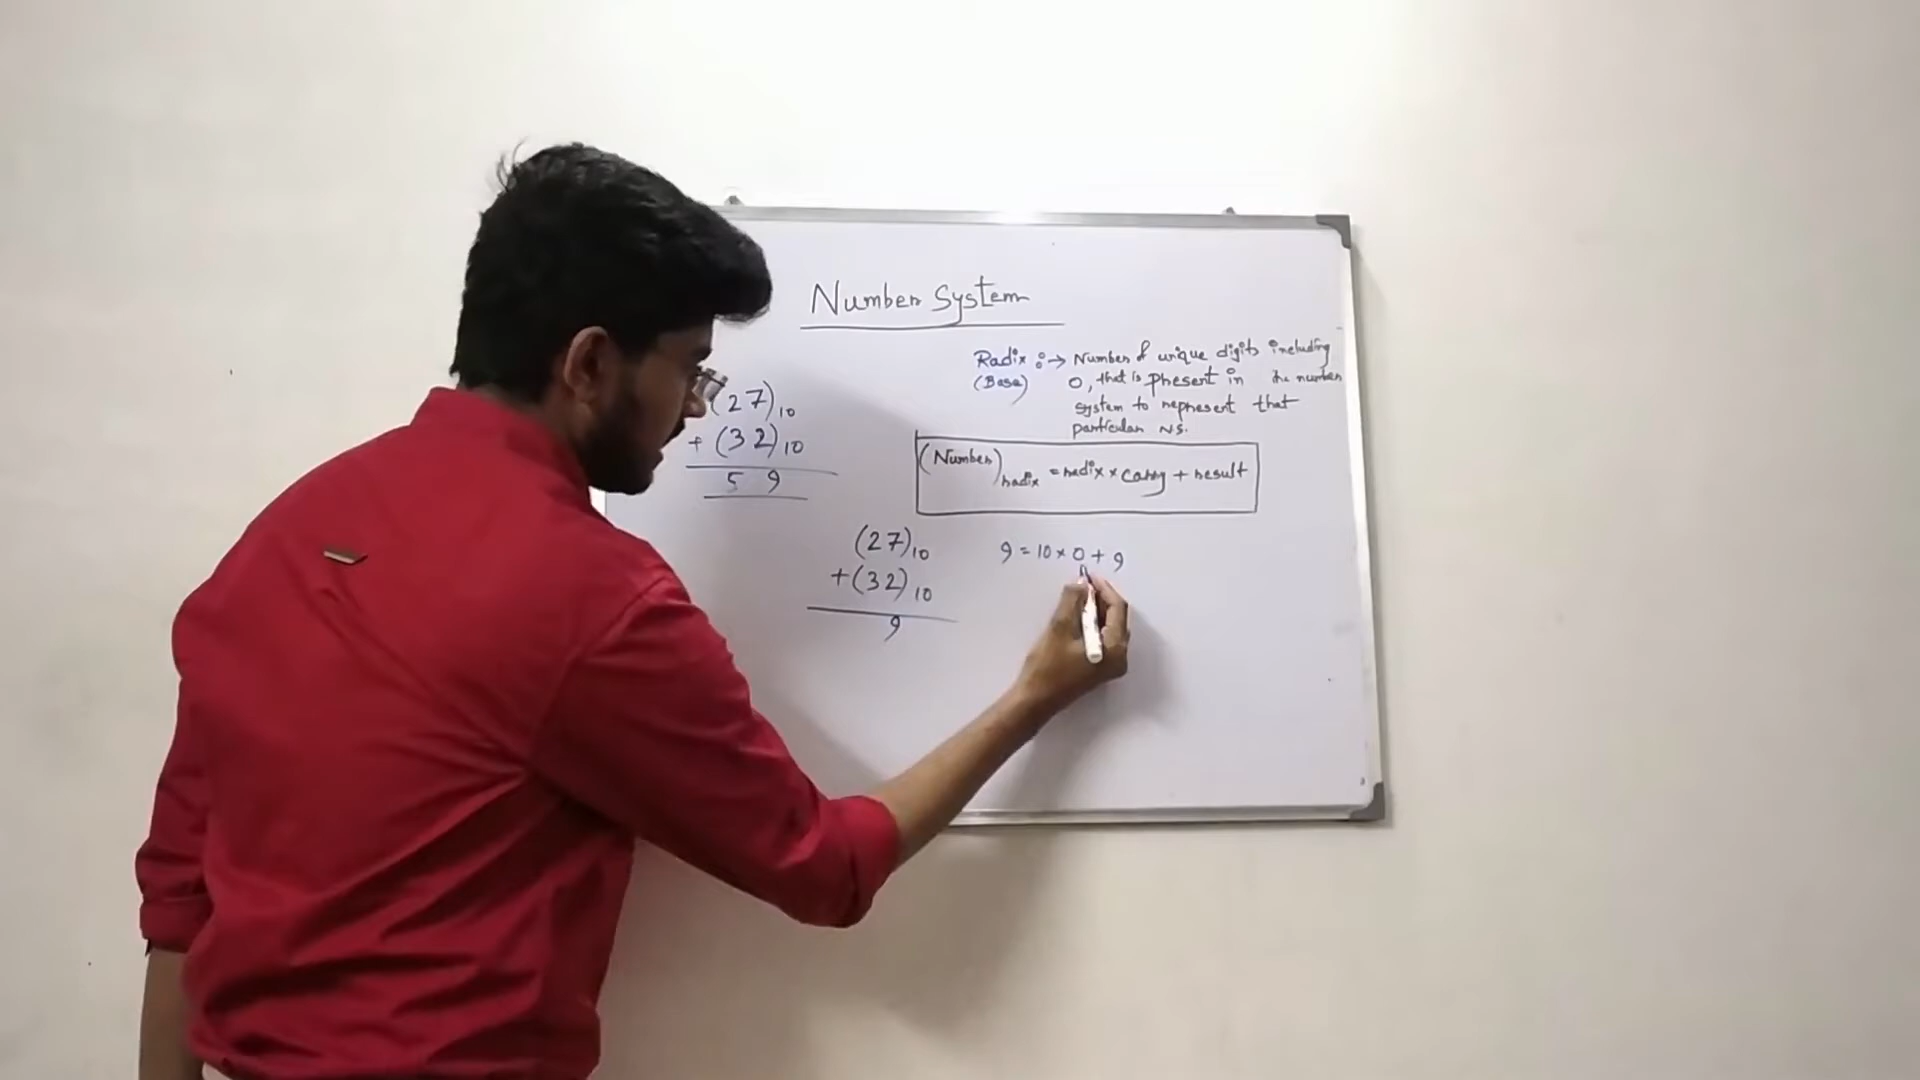 Number System
Radix :→ Number of unique digits including
(Base) 0, that is present in the number
system to represent that
particular N.S.
(27)10
+ (32)10
5 9
(Number)radix = radix × carry + result
(27)10
+(32)10
9
9 = 10 × 0 + 9